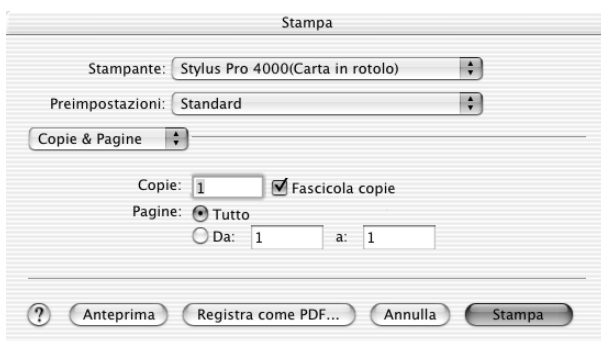 Stampa
Stampante: Stylus Pro 4000(Carta in rotolo)
Preimpostazioni: Standard
Copie & Pagine
Copie: 1 Fascicola copie
Pagine: Tutto
Da: 1 a: 1
? Anteprima Registra come PDF... Annulla Stampa